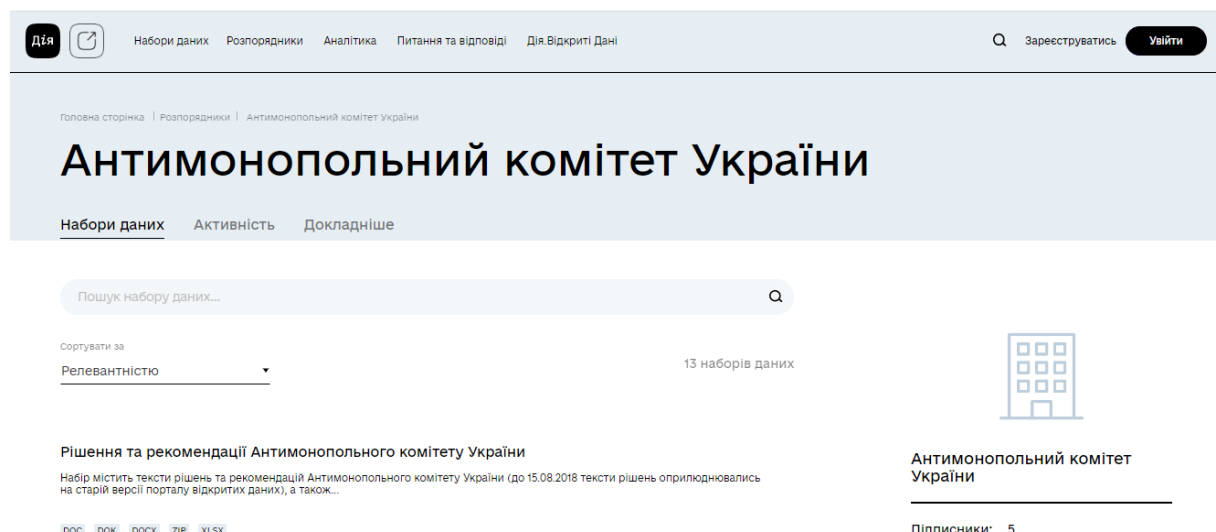 Дія
Набори даних Розпорядники Аналітика Питання та відповіді Дія.Відкриті Дані
Зареєструватись Увійти
Головна сторінка | Розпорядники | Антимонопольний комітет України
Антимонопольний комітет України
Набори даних Активність Докладніше
Пошук набору даних...
Сортувати за
Релевантністю
13 наборів даних
Рішення та рекомендації Антимонопольного комітету України
Набір містить тексти рішень та рекомендацій Антимонопольного комітету України (до 15.08.2018 тексти рішень оприлюднювались
на старій версії порталу відкритих даних), а також...
DOC DOK DOCX ZIP XLSX
Антимонопольний комітет
України
Підписники: 5